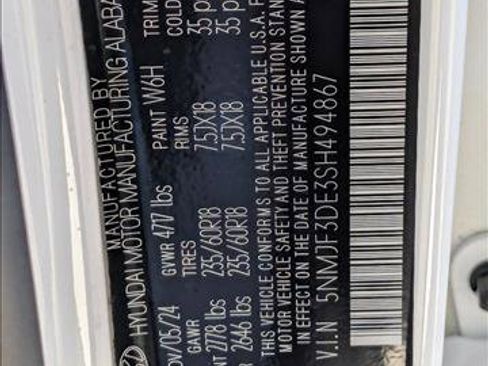 MANUFACTURED BY
HYUNDAI MOTOR MANUFACTURING ALABA
OV/05/24 GVWR 4717 lbs PAINT W6H TRIM
GAWR TIRES RIMS COLD
2778 lbs 235/60R18 7.5JX18 35 p
2646 lbs 235/60R18 7.5JX18 35 p
THIS VEHICLE CONFORMS TO ALL APPLICABLE U.S.A. F
MOTOR VEHICLE SAFETY AND THEFT PREVENTION STAN
IN EFFECT ON THE DATE OF MANUFACTURE SHOWN A
V.I.N 5NMJF3DE3SH494867